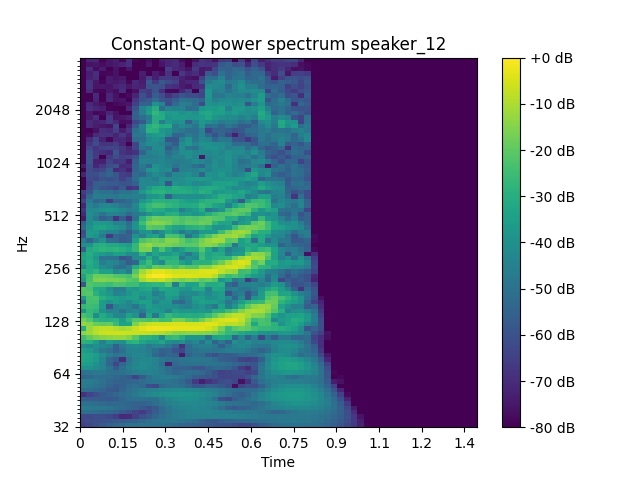 Constant-Q power spectrum speaker_12
Hz
2048
1024
512
256
128
64
32
0 0.15 0.3 0.45 0.6 0.75 0.9 1.1 1.2 1.4
Time
+0 dB
-10 dB
-20 dB
-30 dB
-40 dB
-50 dB
-60 dB
-70 dB
-80 dB